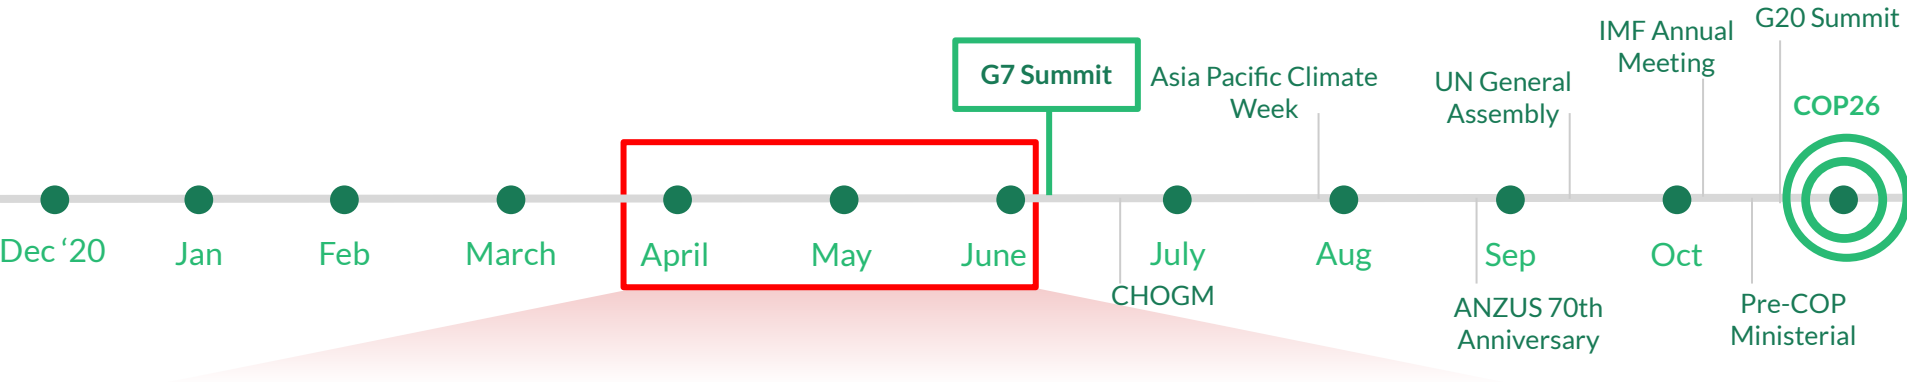 G20 Summit
IMF Annual
Meeting
G7 Summit
Asia Pacific Climate
Week
UN General
Assembly
COP26
Dec ‘20
Jan
Feb
March
April
May
June
July
Aug
Sep
Oct
CHOGM
ANZUS 70th
Anniversary
Pre-COP
Ministerial